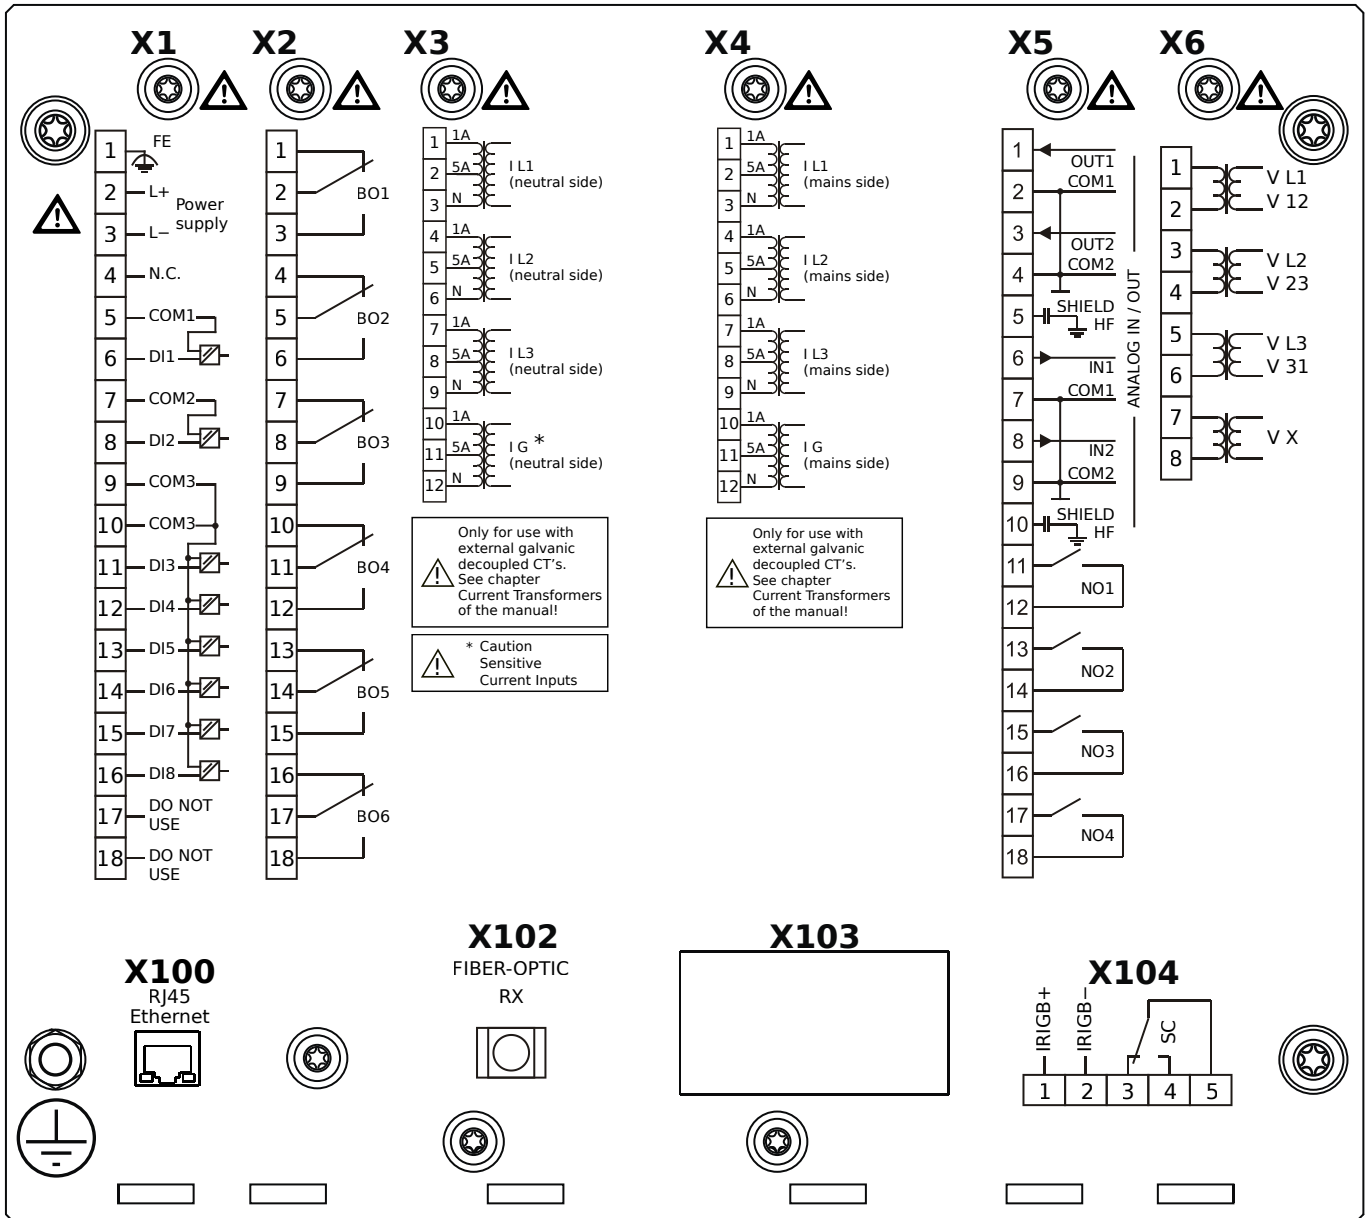 X1
1
FE
2
L+
Power
supply
3
L−
4
N.C.
5
COM1
6
DI1
7
COM2
8
DI2
9
COM3
10
COM3
11
DI3
12
DI4
13
DI5
14
DI6
15
DI7
16
DI8
17
DO NOT
USE
18
DO NOT
USE
X2
1
2
BO1
3
4
5
BO2
6
7
8
BO3
9
10
11
BO4
12
13
14
BO5
15
16
17
BO6
18
X3
1 1A
2 5A
3 N
I L1
(neutral side)
4 1A
5 5A
6 N
I L2
(neutral side)
7 1A
8 5A
9 N
I L3
(neutral side)
10 1A
11 5A
12 N
I G *
(neutral side)
Only for use with
external galvanic
decoupled CT's.
See chapter
Current Transformers
of the manual!
* Caution
Sensitive
Current Inputs
X4
1 1A
2 5A
3 N
I L1
(mains side)
4 1A
5 5A
6 N
I L2
(mains side)
7 1A
8 5A
9 N
I L3
(mains side)
10 1A
11 5A
12 N
I G
(mains side)
Only for use with
external galvanic
decoupled CT's.
See chapter
Current Transformers
of the manual!
X5
1
OUT1
2
COM1
3
OUT2
4
COM2
5
SHIELD
HF
6
IN1
7
COM1
8
IN2
9
COM2
10
SHIELD
HF
ANALOG IN / OUT
11
NO1
12
13
NO2
14
15
NO3
16
17
NO4
18
X6
1
V L1
2
V 12
3
V L2
4
V 23
5
V L3
6
V 31
7
V X
8
X100
RJ45
Ethernet
X102
FIBER-OPTIC
RX
X103
X104
IRIGB+
IRIGB−
SC
1 2 3 4 5